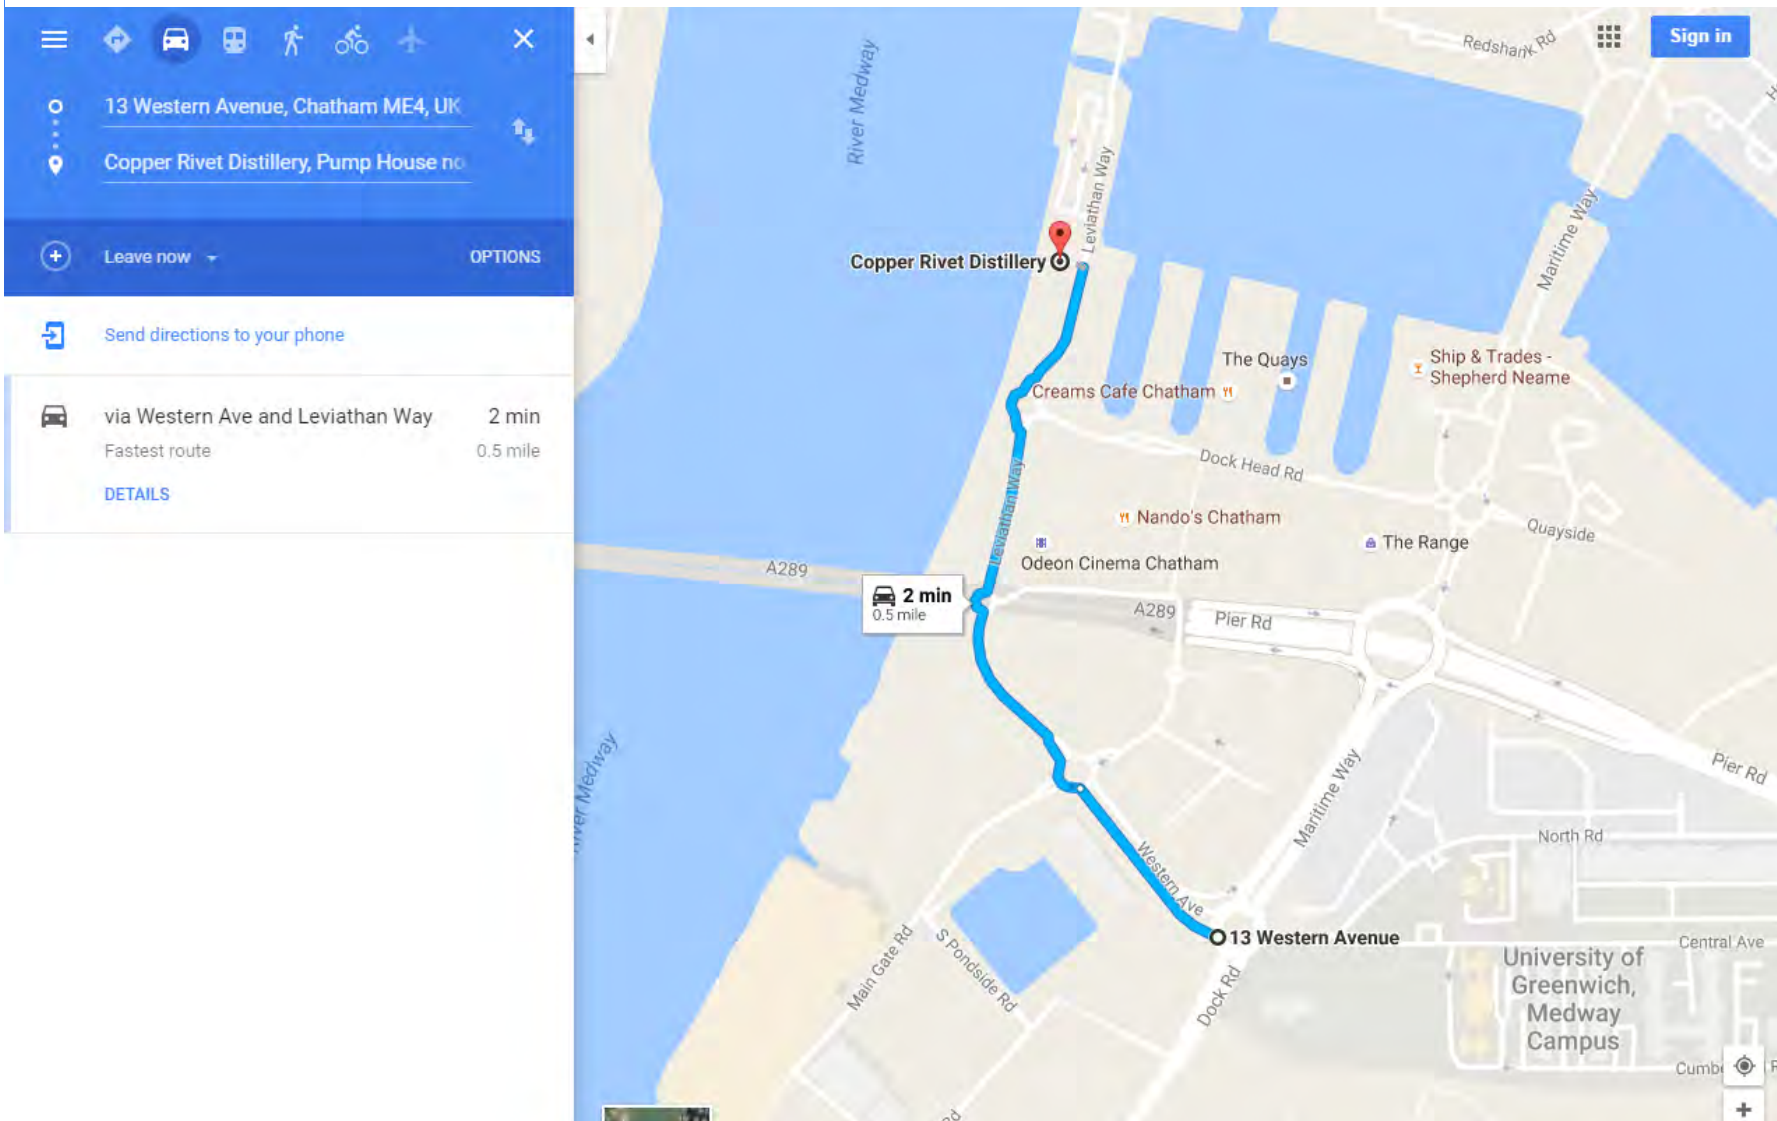 Sign in
13 Western Avenue, Chatham ME4, UK
Copper Rivet Distillery, Pump House no
Leave now
OPTIONS
Send directions to your phone
via Western Ave and Leviathan Way
2 min
Fastest route
0.5 mile
DETAILS
Redshank Rd
River Medway
Leviathan Way
Maritime Way
Copper Rivet Distillery
The Quays
Ship & Trades -
Shepherd Neame
Creams Cafe Chatham
Dock Head Rd
Leviathan Way
Nando's Chatham
Quayside
The Range
Odeon Cinema Chatham
A289
2 min
0.5 mile
A289
Pier Rd
River Medway
Pier Rd
Maritime Way
North Rd
Western Ave
13 Western Avenue
Central Ave
Main Gate Rd
S Pondside Rd
Dock Rd
University of
Greenwich,
Medway
Campus